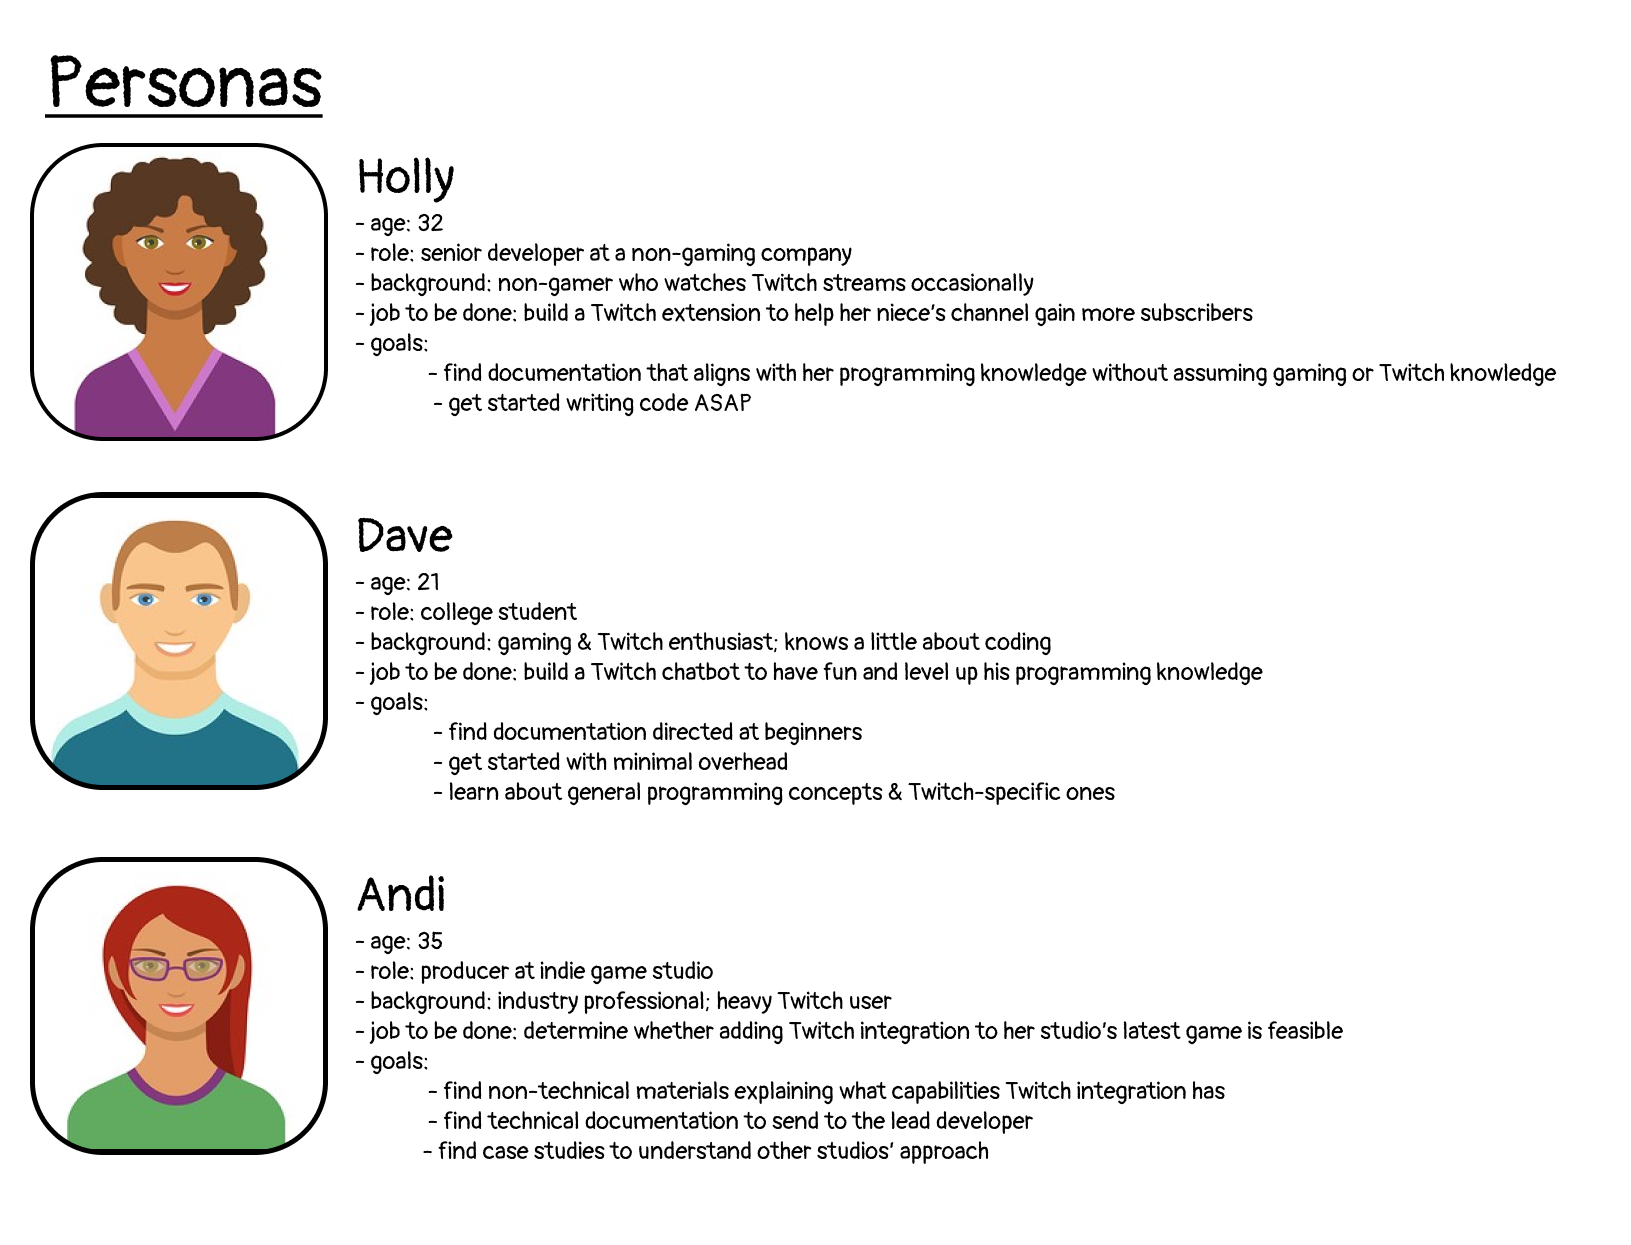 Personas
Holly
- age: 32
- role: senior developer at a non-gaming company
- background: non-gamer who watches Twitch streams occasionally
- job to be done: build a Twitch extension to help her niece's channel gain more subscribers
- goals:
- find documentation that aligns with her programming knowledge without assuming gaming or Twitch knowledge
- get started writing code ASAP
Dave
- age: 21
- role: college student
- background: gaming & Twitch enthusiast; knows a little about coding
- job to be done: build a Twitch chatbot to have fun and level up his programming knowledge
- goals:
- find documentation directed at beginners
- get started with minimal overhead
- learn about general programming concepts & Twitch-specific ones
Andi
- age: 35
- role: producer at indie game studio
- background: industry professional; heavy Twitch user
- job to be done: determine whether adding Twitch integration to her studio's latest game is feasible
- goals:
- find non-technical materials explaining what capabilities Twitch integration has
- find technical documentation to send to the lead developer
- find case studies to understand other studios' approach